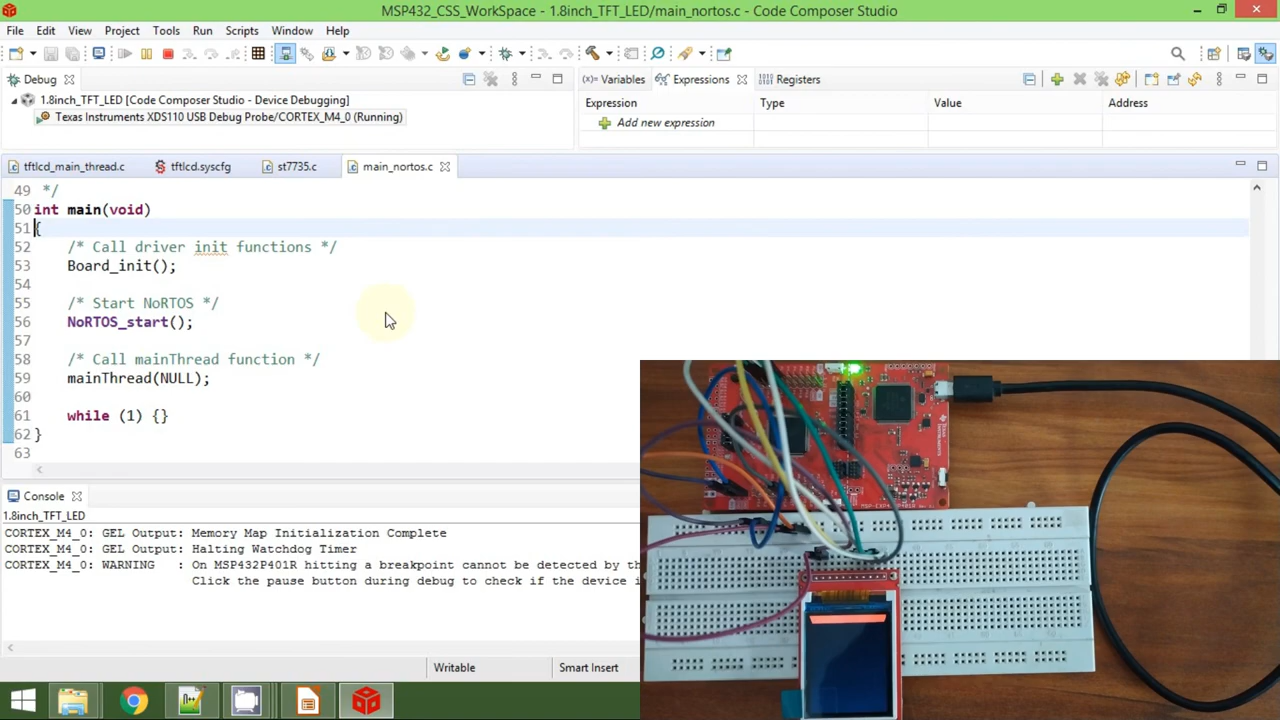 MSP432_CSS_WorkSpace - 1.8inch_TFT_LED/main_nortos.c - Code Composer Studio
File Edit View Project Tools Run Scripts Window Help
Debug
(x)= Variables Expressions Registers
1.8inch_TFT_LED [Code Composer Studio - Device Debugging]
Texas Instruments XDS110 USB Debug Probe/CORTEX_M4_0 (Running)
Expression Type Value Address
Add new expression
tftlcd_main_thread.c tftlcd.syscfg st7735.c main_nortos.c
49 */
50 int main(void)
51 {
52 /* Call driver init functions */
53 Board_init();
54
55 /* Start NoRTOS */
56 NoRTOS_start();
57
58 /* Call mainThread function */
59 mainThread(NULL);
60
61 while (1) {}
62 }
63
Console
1.8inch_TFT_LED
CORTEX_M4_0: GEL Output: Memory Map Initialization Complete
CORTEX_M4_0: GEL Output: Halting Watchdog Timer
CORTEX_M4_0: WARNING : On MSP432P401R hitting a breakpoint cannot be detected by th
Click the pause button during debug to check if the device i
Writable Smart Insert